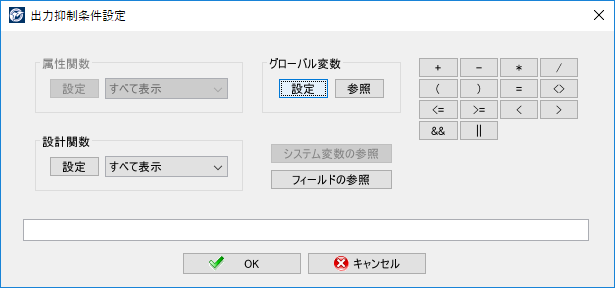 出力抑制条件設定
属性関数
設定 すべて表示
グローバル変数
設定 参照
+ - * /
( ) = <>
<= >= < >
&& ||
設計関数
設定 すべて表示
システム変数の参照
フィールドの参照
OK キャンセル